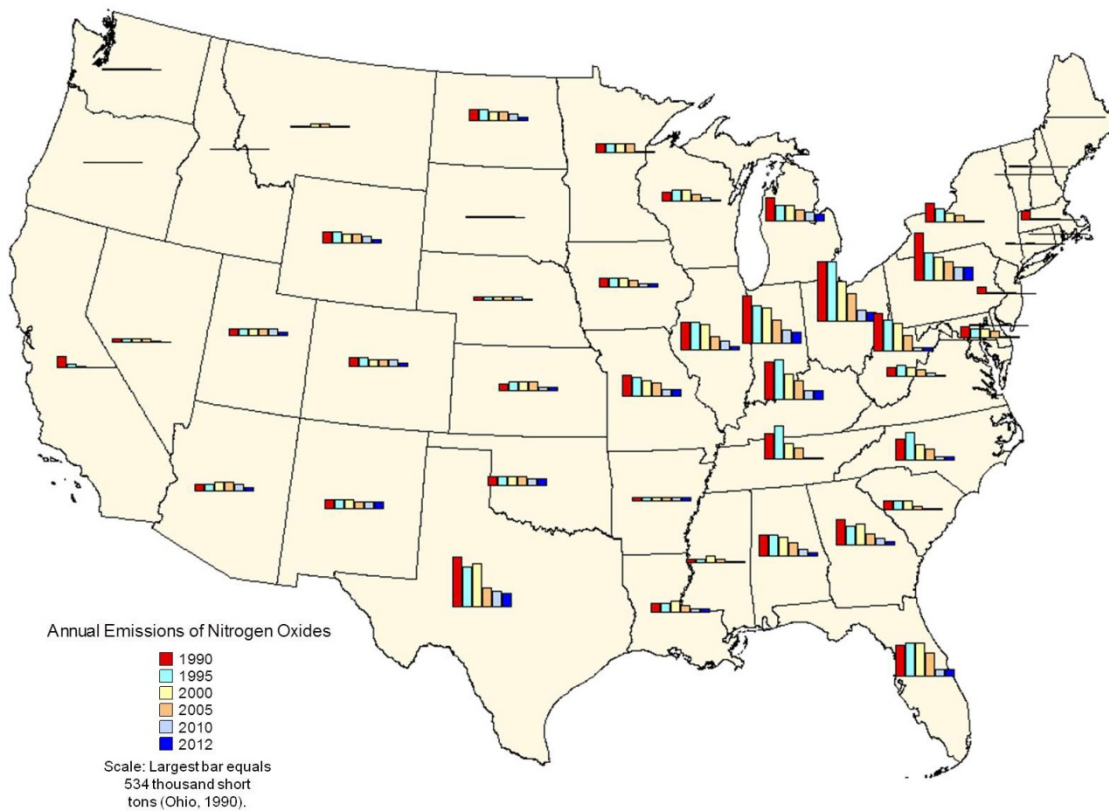 Annual Emissions of Nitrogen Oxides
1990
1995
2000
2005
2010
2012
Scale: Largest bar equals
534 thousand short
tons (Ohio, 1990).